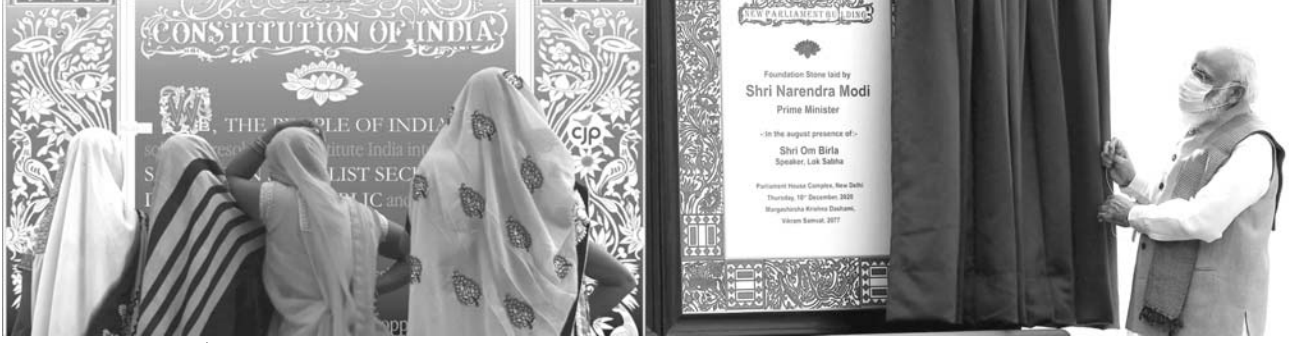 CONSTITUTION OF INDIA
WE, THE PEOPLE OF INDIA
cjp
NEW PARLIAMENT BUILDING
Foundation Stone laid by
Shri Narendra Modi
Prime Minister
- In the august presence of:-
Shri Om Birla
Speaker, Lok Sabha
Parliament House Complex, New Delhi
Thursday, 10th December, 2020
Margashirsha Krishna Dashami,
Vikram Samvat, 2077